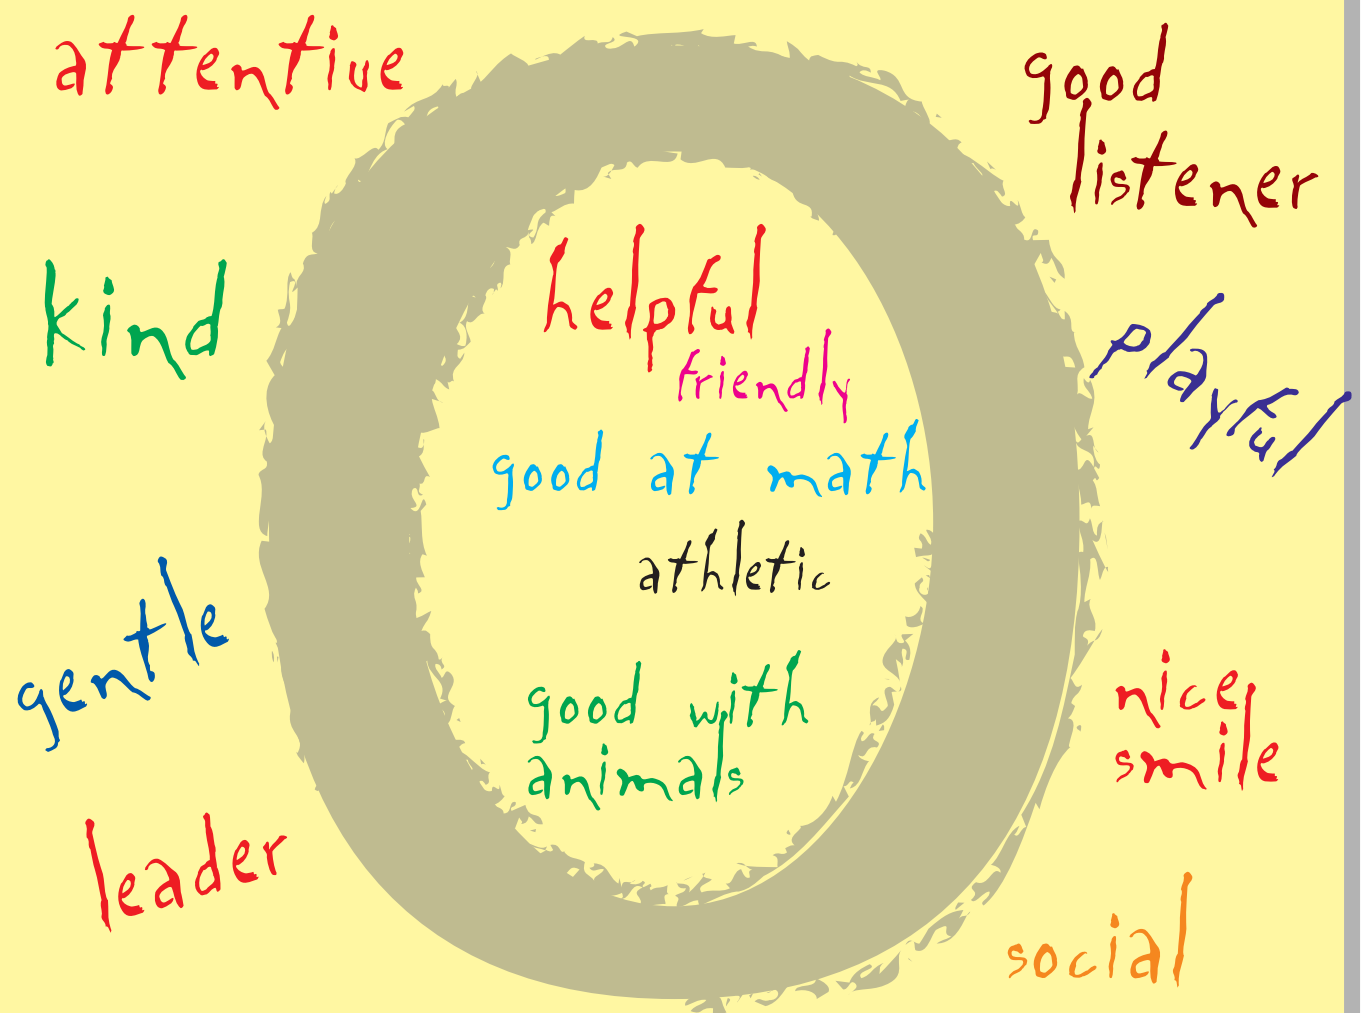 attentive
good
listener
kind
helpful
friendly
playful
good at math
athletic
gentle
good with
animals
nice
smile
leader
social